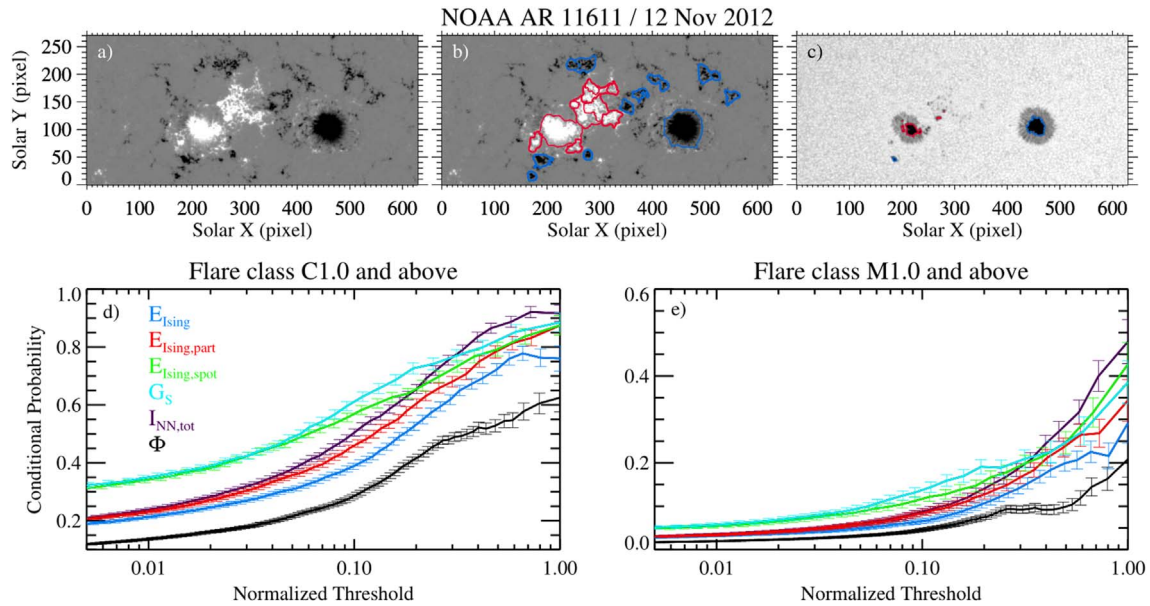 NOAA AR 11611 / 12 Nov 2012
Solar Y (pixel)
250
200
150
100
50
0
a)
b)
c)
0 100 200 300 400 500 600
0 100 200 300 400 500 600
0 100 200 300 400 500 600
Solar X (pixel)
Solar X (pixel)
Solar X (pixel)
Flare class C1.0 and above
Conditional Probability
1.0
0.8
0.6
0.4
0.2
d)
E_Ising
E_Ising,part
E_Ising,spot
G_S
I_NN,tot
Φ
0.01 0.10 1.00
Normalized Threshold
Flare class M1.0 and above
0.6
0.4
0.2
0.0
e)
0.01 0.10 1.00
Normalized Threshold